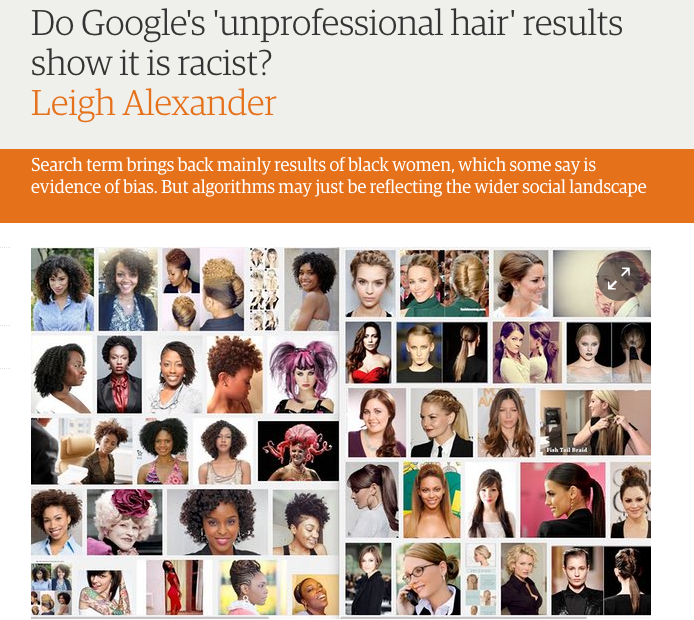 Do Google's 'unprofessional hair' results
show it is racist?
Leigh Alexander
Search term brings back mainly results of black women, which some say is
evidence of bias. But algorithms may just be reflecting the wider social landscape
Fish Tail Braid